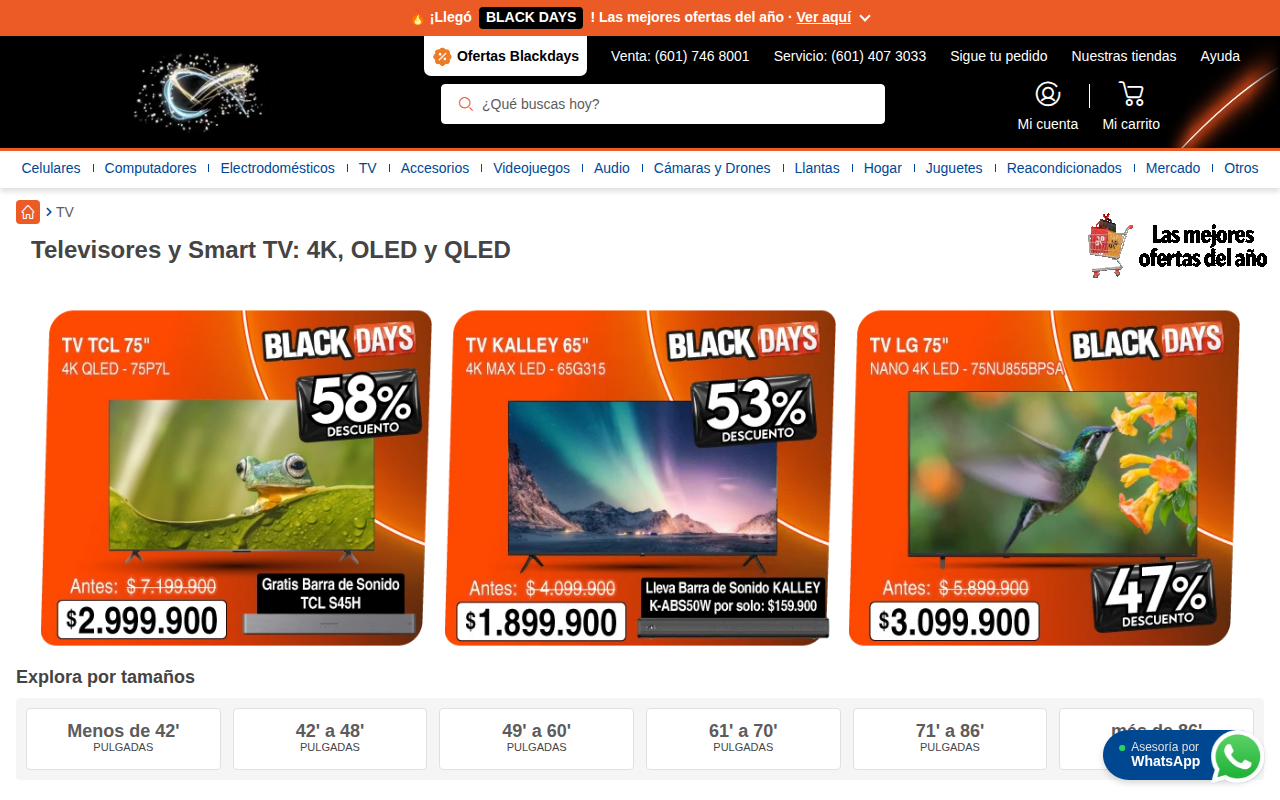 🔥 ¡Llegó BLACK DAYS ! Las mejores ofertas del año · Ver aquí
Ofertas Blackdays
Venta: (601) 746 8001
Servicio: (601) 407 3033
Sigue tu pedido
Nuestras tiendas
Ayuda
¿Qué buscas hoy?
Mi cuenta
Mi carrito
Celulares
Computadores
Electrodomésticos
TV
Accesorios
Videojuegos
Audio
Cámaras y Drones
Llantas
Hogar
Juguetes
Reacondicionados
Mercado
Otros
TV
Televisores y Smart TV: 4K, OLED y QLED
Las mejores
ofertas del año
TV TCL 75"
4K QLED - 75P7L
BLACK DAYS
58%
DESCUENTO
Antes: $ 7.199.900
$2.999.900
Gratis Barra de Sonido
TCL S45H
TV KALLEY 65"
4K MAX LED - 65G315
BLACK DAYS
53%
DESCUENTO
Antes: $ 4.099.900
$1.899.900
Lleva Barra de Sonido KALLEY
K-ABS50W por solo: $159.900
TV LG 75"
NANO 4K LED - 75NU855BPSA
BLACK DAYS
47%
DESCUENTO
Antes: $ 5.899.900
$3.099.900
Explora por tamaños
Menos de 42'
PULGADAS
42' a 48'
PULGADAS
49' a 60'
PULGADAS
61' a 70'
PULGADAS
71' a 86'
PULGADAS
más de 86'
Asesoría por
WhatsApp